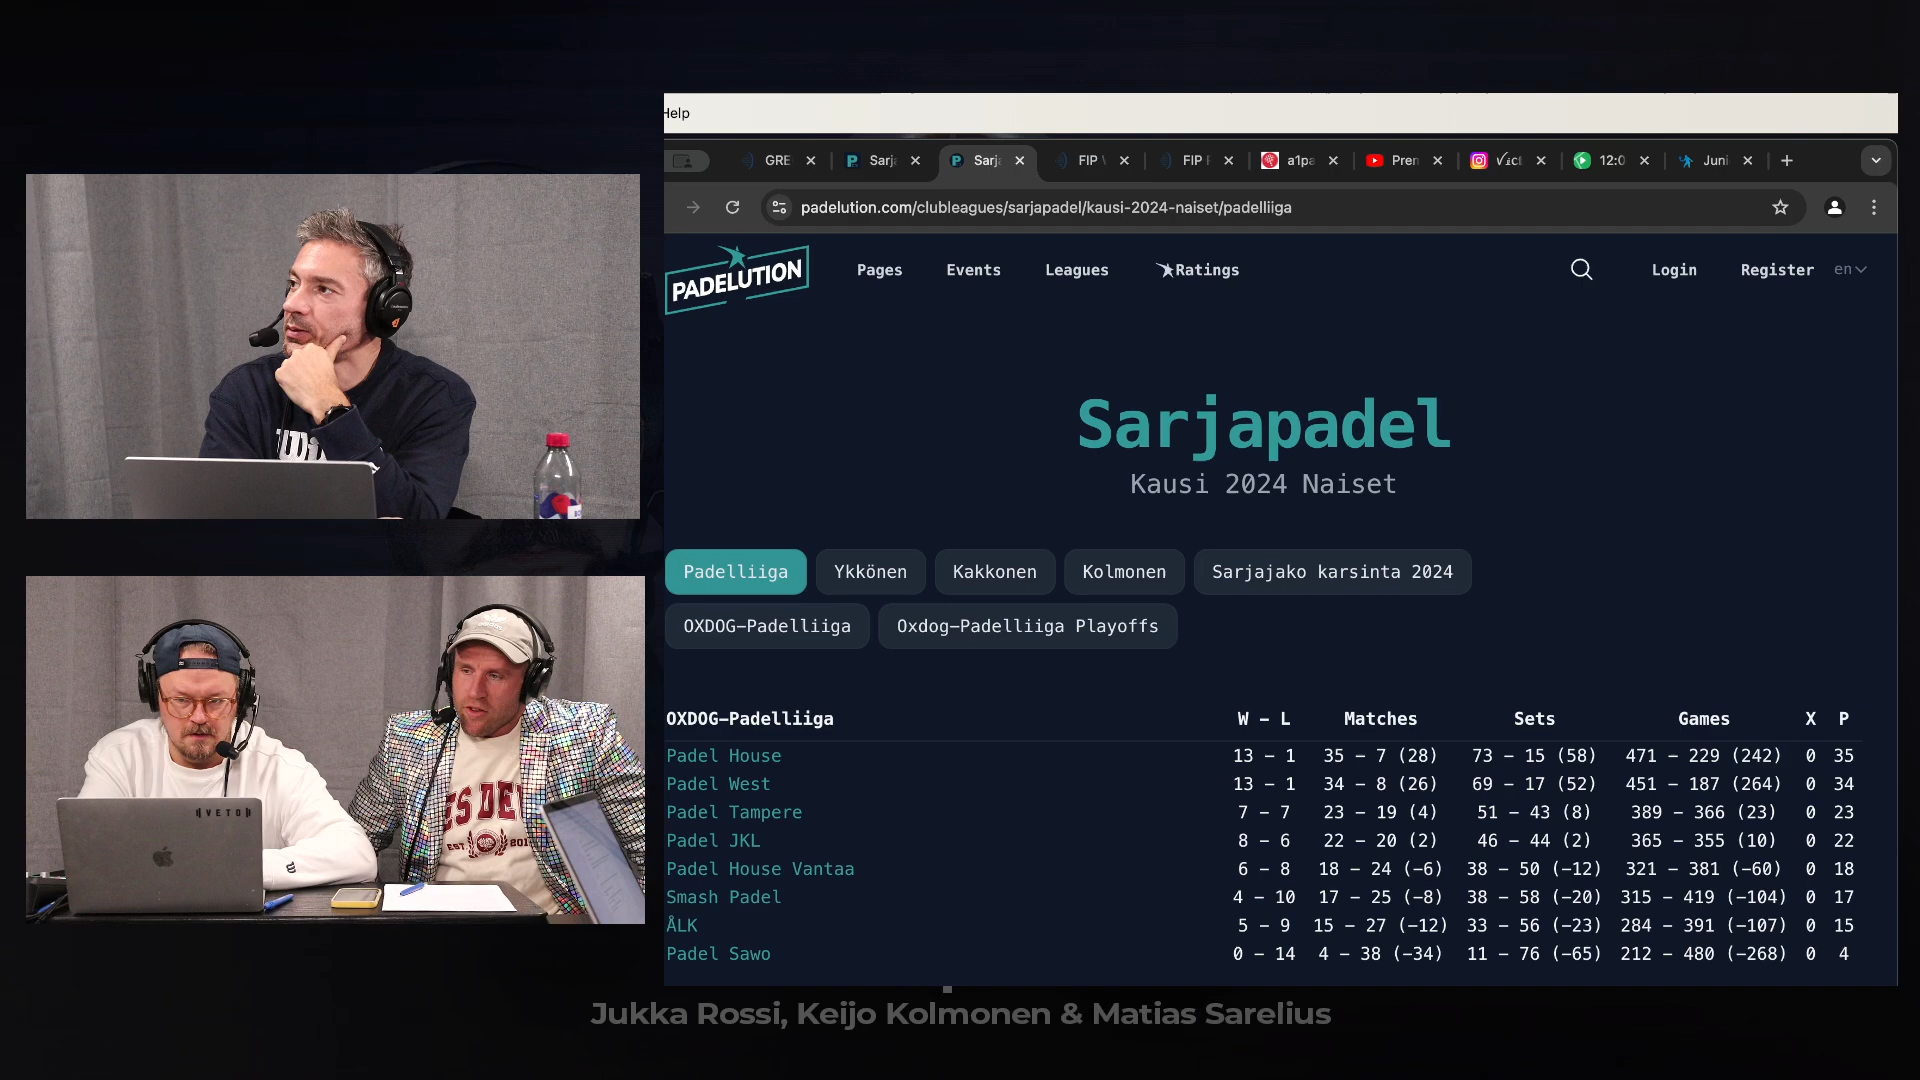 Help
GRE
Sarj
Sarj
FIP
FIP
a1pa
Pren
12:0
Juni
padelution.com/clubleagues/sarjapadel/kausi-2024-naiset/padelliiga
PADELUTION
Pages Events Leagues Ratings Login Register en
Sarjapadel
Kausi 2024 Naiset
Padelliiga Ykkönen Kakkonen Kolmonen Sarjajako karsinta 2024
OXDOG-Padelliiga Oxdog-Padelliiga Playoffs
OXDOG-Padelliiga W - L Matches Sets Games X P
Padel House 13 - 1 35 - 7 (28) 73 - 15 (58) 471 - 229 (242) 0 35
Padel West 13 - 1 34 - 8 (26) 69 - 17 (52) 451 - 187 (264) 0 34
Padel Tampere 7 - 7 23 - 19 (4) 51 - 43 (8) 389 - 366 (23) 0 23
Padel JKL 8 - 6 22 - 20 (2) 46 - 44 (2) 365 - 355 (10) 0 22
Padel House Vantaa 6 - 8 18 - 24 (-6) 38 - 50 (-12) 321 - 381 (-60) 0 18
Smash Padel 4 - 10 17 - 25 (-8) 38 - 58 (-20) 315 - 419 (-104) 0 17
ÅLK 5 - 9 15 - 27 (-12) 33 - 56 (-23) 284 - 391 (-107) 0 15
Padel Sawo 0 - 14 4 - 38 (-34) 11 - 76 (-65) 212 - 480 (-268) 0 4
VETO
EST 201
Jukka Rossi, Keijo Kolmonen & Matias Sarelius